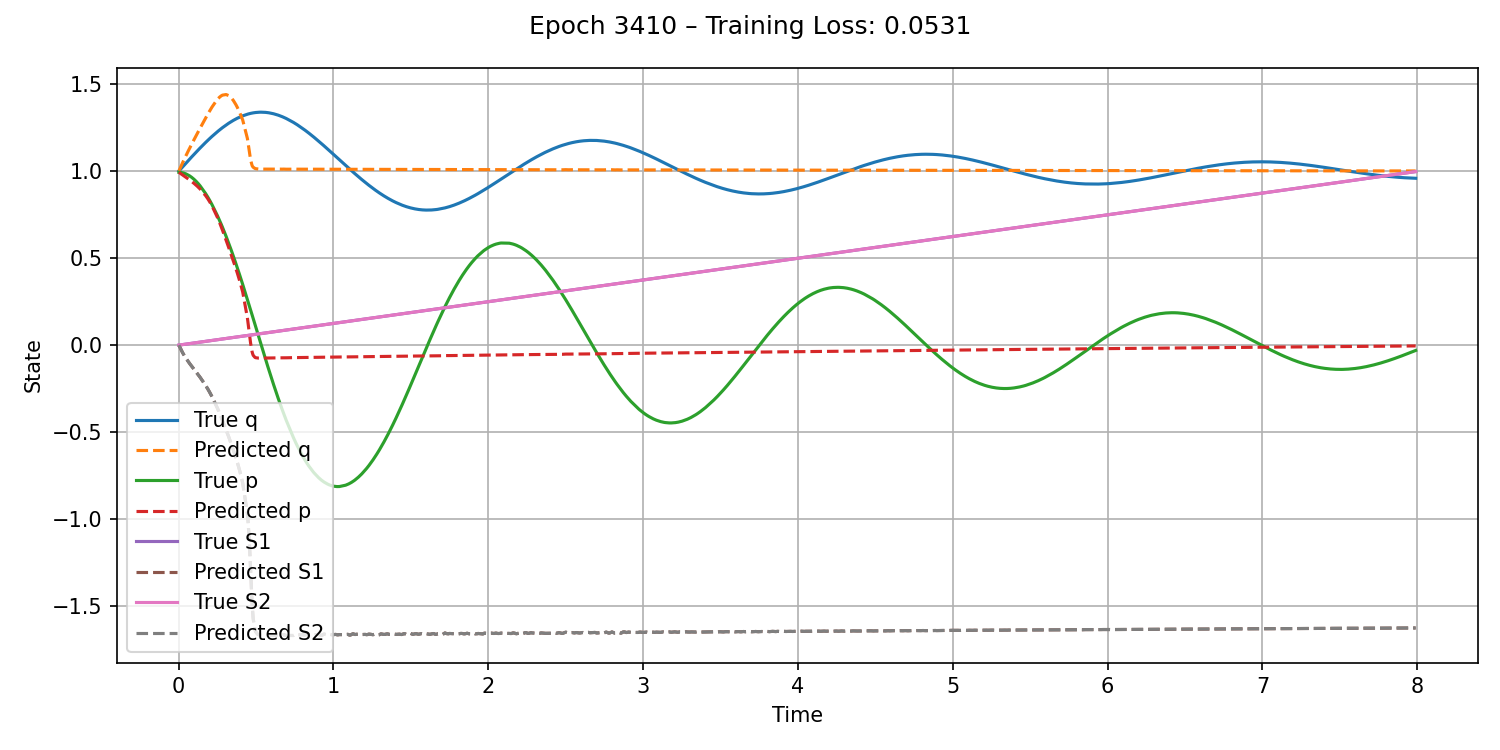 Epoch 3410 – Training Loss: 0.0531
1.5
1.0
0.5
0.0
−0.5
−1.0
−1.5
State
True q
Predicted q
True p
Predicted p
True S1
Predicted S1
True S2
Predicted S2
0 1 2 3 4 5 6 7 8
Time